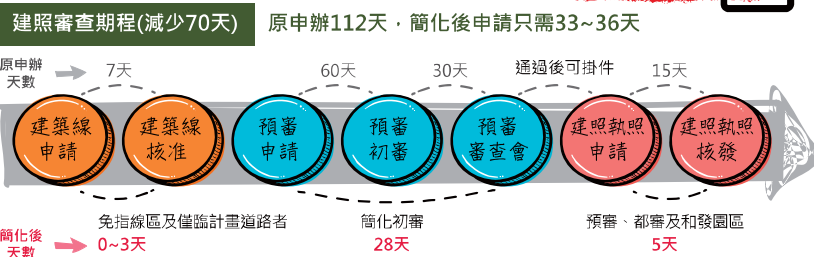 建照審查期程(減少70天)
原申辦112天，簡化後申請只需33~36天
原申辦
天數
7天
60天
30天
通過後可掛件
15天
建築線
申請
建築線
核准
預審
申請
預審
初審
預審
審查會
建照執照
申請
建照執照
核發
免指線區及僅臨計畫道路者
簡化初審
預審、都審及和發園區
簡化後
天數
0~3天
28天
5天